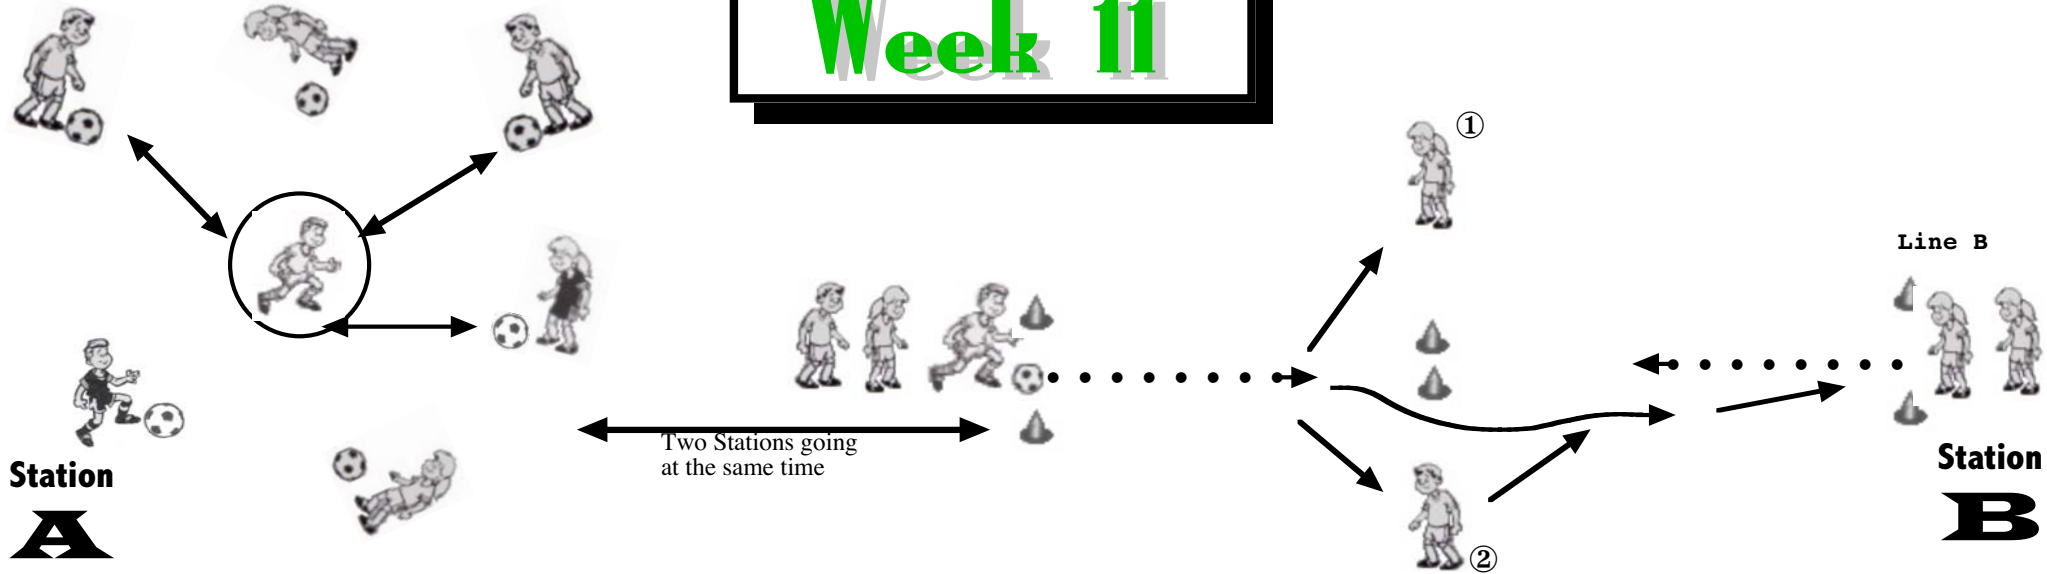 Week 11
①
Line B
Two Stations going
at the same time
Station
A
Station
B
②